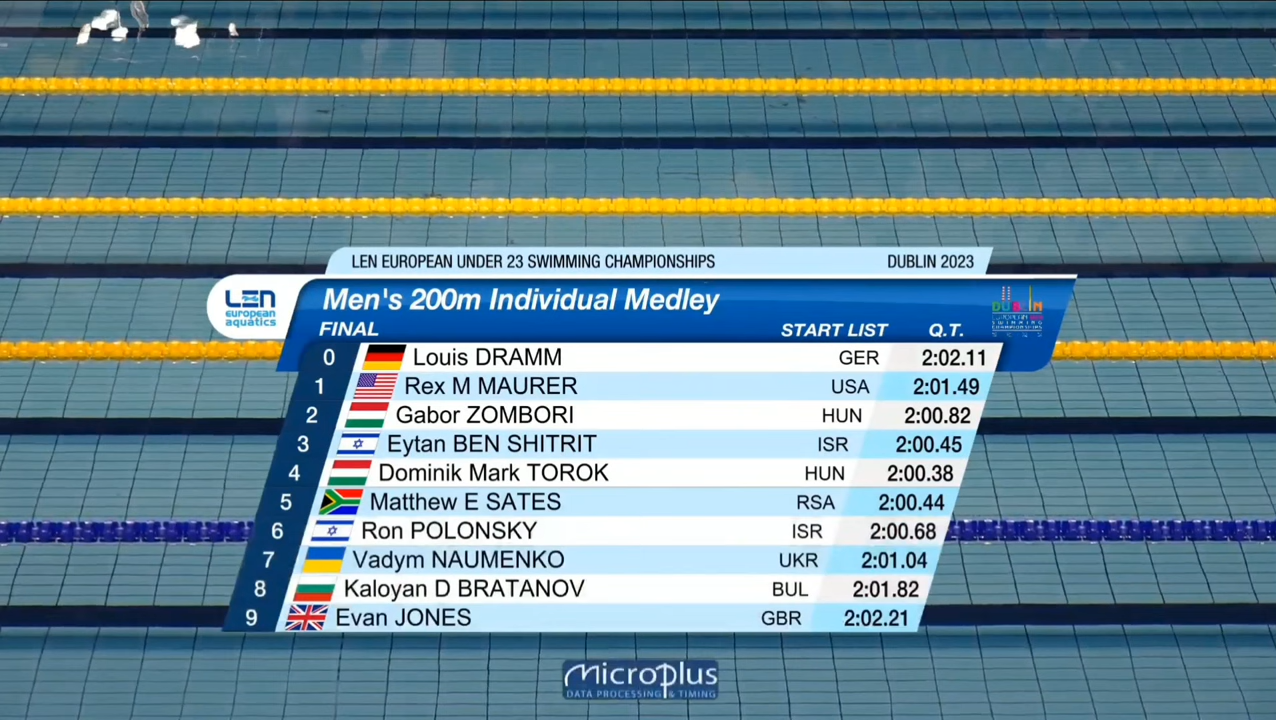 LEN EUROPEAN UNDER 23 SWIMMING CHAMPIONSHIPS DUBLIN 2023
LEN
european
aquatics
Men's 200m Individual Medley
DUBLIN
FINAL START LIST Q.T.
0 Louis DRAMM GER 2:02.11
1 Rex M MAURER USA 2:01.49
2 Gabor ZOMBORI HUN 2:00.82
3 Eytan BEN SHITRIT ISR 2:00.45
4 Dominik Mark TOROK HUN 2:00.38
5 Matthew E SATES RSA 2:00.44
6 Ron POLONSKY ISR 2:00.68
7 Vadym NAUMENKO UKR 2:01.04
8 Kaloyan D BRATANOV BUL 2:01.82
9 Evan JONES GBR 2:02.21
Microplus
DATA PROCESSING & TIMING